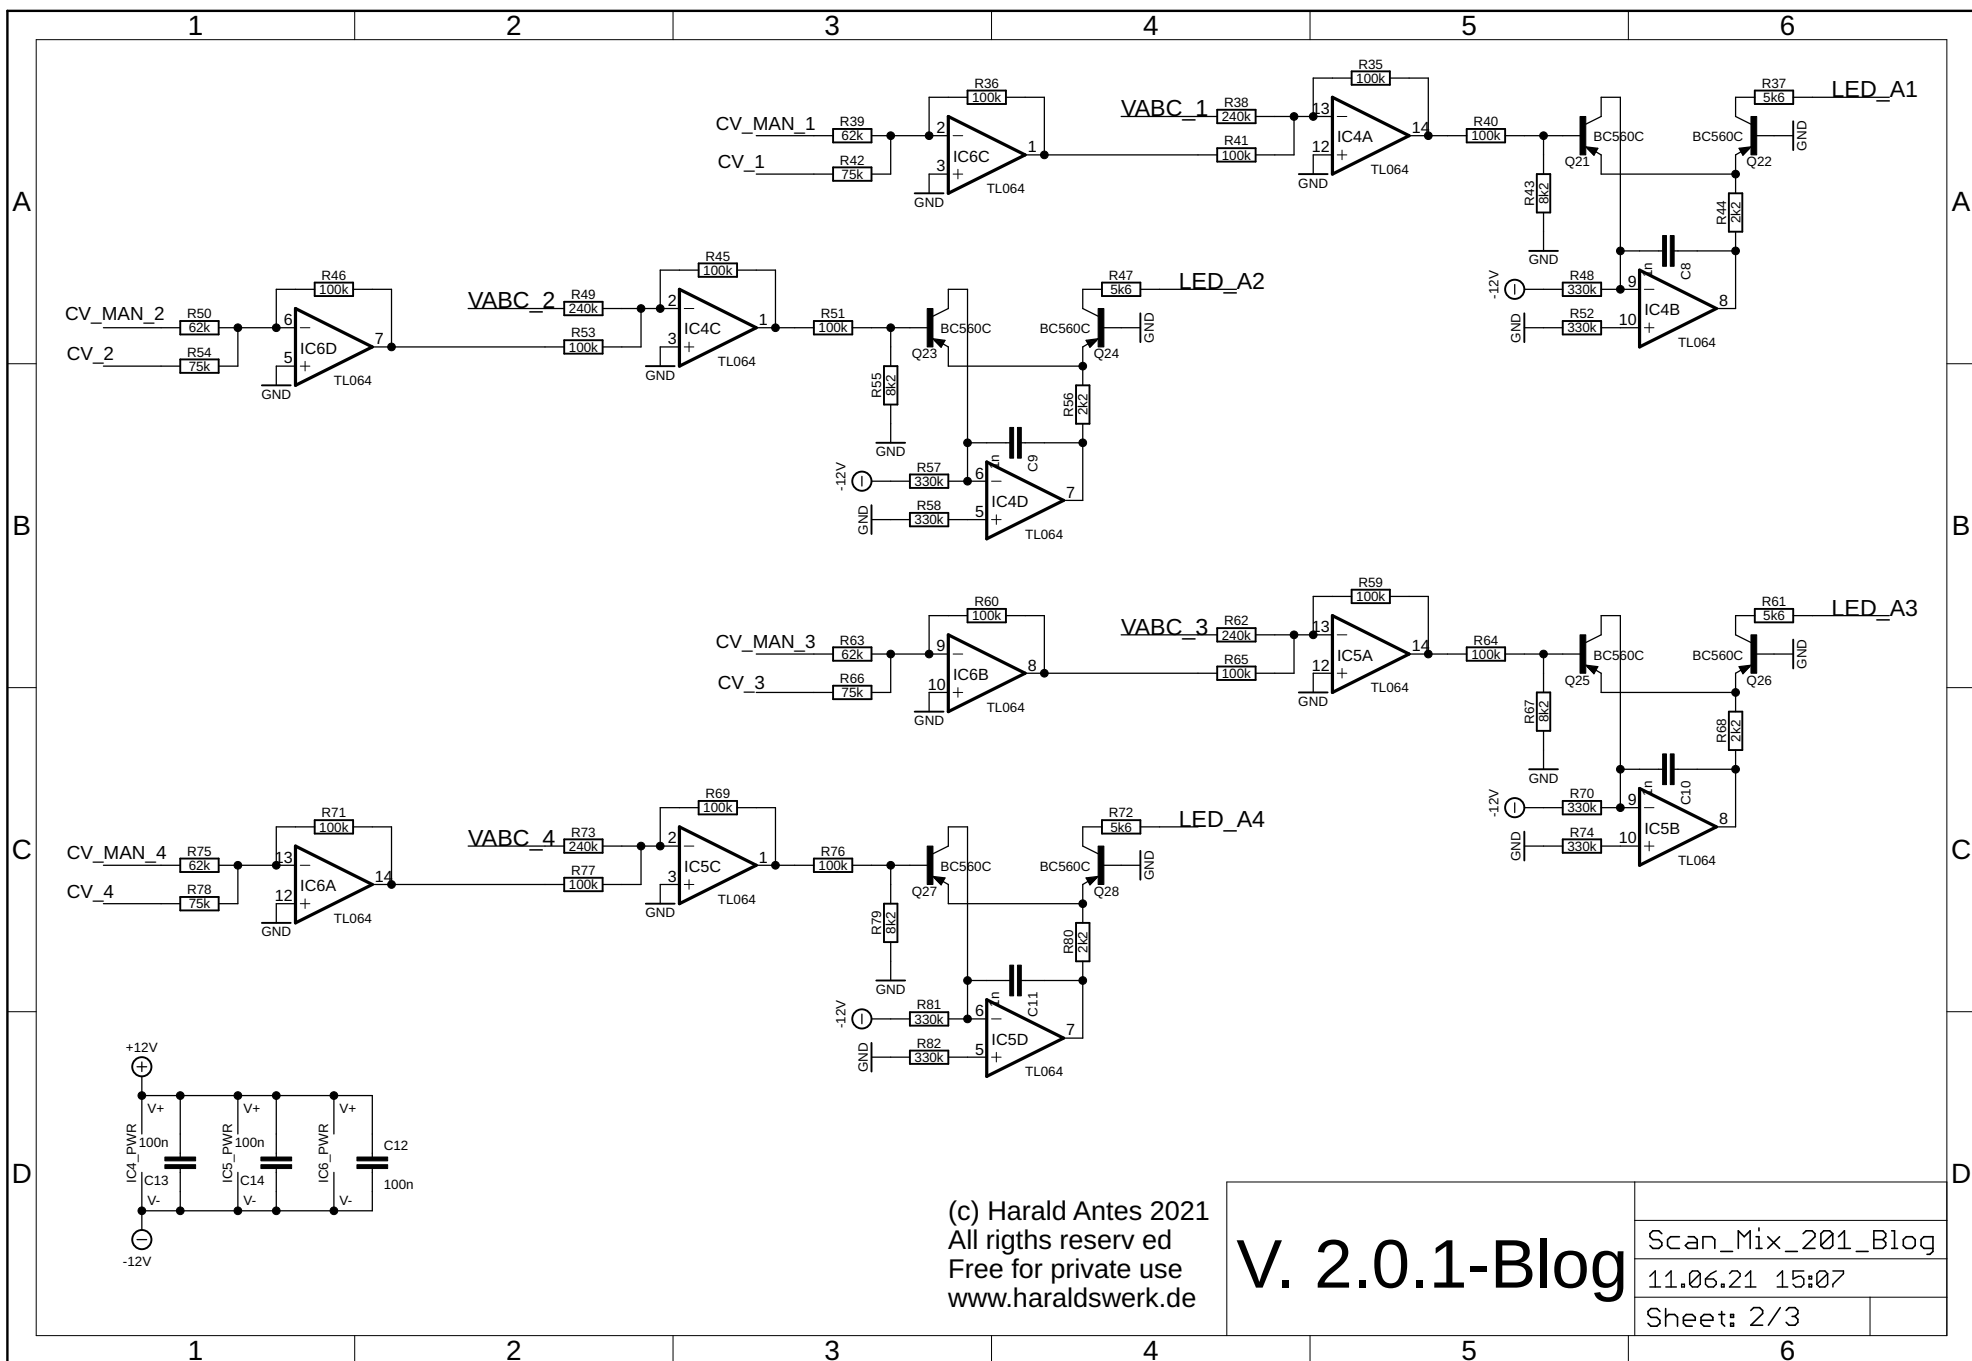 1 2 3 4 5 6
A
B
C
D
A
B
C
D
1 2 3 4 5 6
CV_MAN_1
CV_1
R39
62k
R42
75k
R36
100k
2
3
1
IC6C
TL064
GND
VABC_1
R38
240k
R41
100k
R35
100k
13
12
14
IC4A
TL064
GND
R40
100k
R43
8k2
GND
BC560C
Q21
BC560C
Q22
GND
R37
5k6
LED_A1
R44
2k2
C8
1n
-12V
R48
330k
GND
R52
330k
9
10
8
IC4B
TL064
CV_MAN_2
CV_2
R50
62k
R54
75k
R46
100k
6
5
7
IC6D
TL064
GND
VABC_2
R49
240k
R53
100k
R45
100k
2
3
1
IC4C
TL064
GND
R51
100k
R55
8k2
GND
BC560C
Q23
BC560C
Q24
GND
R47
5k6
LED_A2
R56
2k2
C9
1n
-12V
R57
330k
GND
R58
330k
6
5
7
IC4D
TL064
CV_MAN_3
CV_3
R63
62k
R66
75k
R60
100k
9
10
8
IC6B
TL064
GND
VABC_3
R62
240k
R65
100k
R59
100k
13
12
14
IC5A
TL064
GND
R64
100k
R67
8k2
GND
BC560C
Q25
BC560C
Q26
GND
R61
5k6
LED_A3
R68
2k2
C10
1n
-12V
R70
330k
GND
R74
330k
9
10
8
IC5B
TL064
CV_MAN_4
CV_4
R75
62k
R78
75k
R71
100k
13
12
14
IC6A
TL064
GND
VABC_4
R73
240k
R77
100k
R69
100k
2
3
1
IC5C
TL064
GND
R76
100k
R79
8k2
GND
BC560C
Q27
BC560C
Q28
GND
R72
5k6
LED_A4
R80
2k2
C11
1n
-12V
R81
330k
GND
R82
330k
6
5
7
IC5D
TL064
+12V
V+
V+
V+
IC4_PWR
100n
C13
IC5_PWR
100n
C14
IC6_PWR
C12
100n
V-
V-
V-
-12V
(c) Harald Antes 2021
All rigths reserv ed
Free for private use
www.haraldswerk.de
V. 2.0.1-Blog
Scan_Mix_201_Blog
11.06.21 15:07
Sheet: 2/3